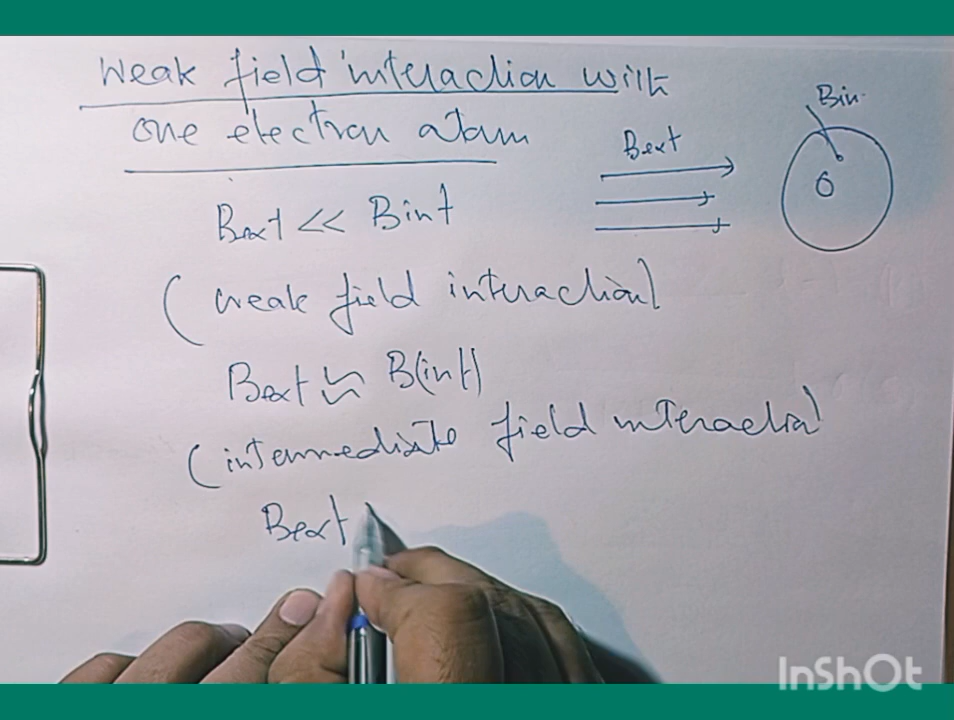 Weak field interaction with
one electron atom
Bext
Bin
Bext << Bint
(weak field interaction)
Bext ≈ B(int)
(intermediate field interaction)
Bext
InShOt